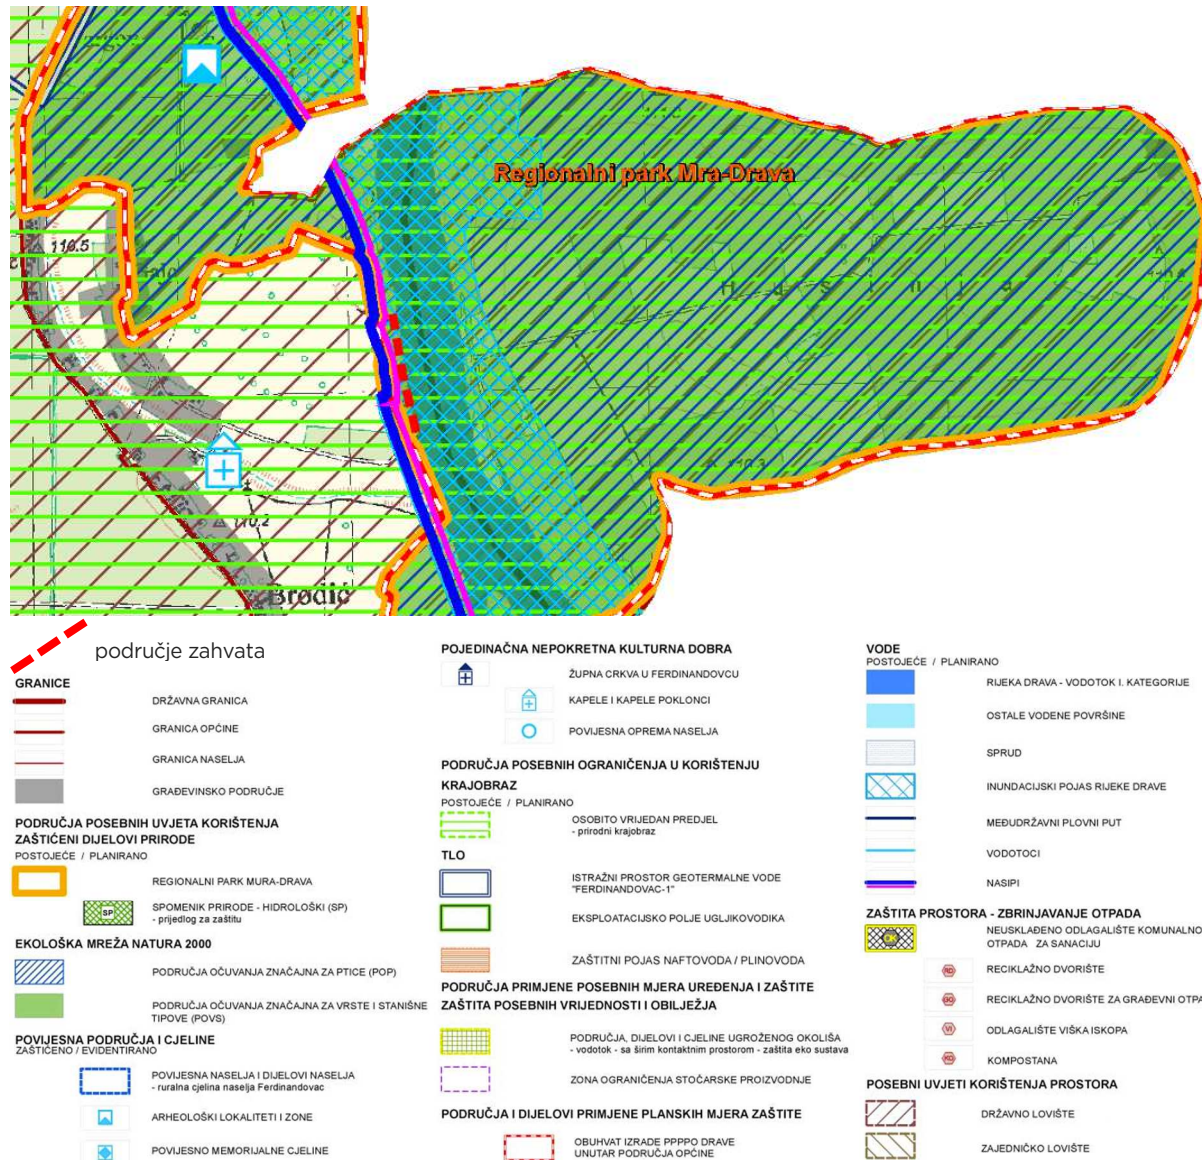 Regionalni park Mra-Drava
110.5
110.3
110.2
Brodić
područje zahvata
GRANICE
DRŽAVNA GRANICA
GRANICA OPĆINE
GRANICA NASELJA
GRAĐEVINSKO PODRUČJE
PODRUČJA POSEBNIH UVJETA KORIŠTENJA
ZAŠTIĆENI DIJELOVI PRIRODE
POSTOJEĆE / PLANIRANO
REGIONALNI PARK MURA-DRAVA
SP
SPOMENIK PRIRODE - HIDROLOŠKI (SP)
- prijedlog za zaštitu
EKOLOŠKA MREŽA NATURA 2000
PODRUČJA OČUVANJA ZNAČAJNA ZA PTICE (POP)
PODRUČJA OČUVANJA ZNAČAJNA ZA VRSTE I STANIŠNE
TIPOVE (POVS)
POVIJESNA PODRUČJA I CJELINE
ZAŠTIĆENO / EVIDENTIRANO
POVIJESNA NASELJA I DIJELOVI NASELJA
- ruralna cjelina naselja Ferdinandovac
ARHEOLOŠKI LOKALITETI I ZONE
POVIJESNO MEMORIJALNE CJELINE
POJEDINAČNA NEPOKRETNA KULTURNA DOBRA
ŽUPNA CRKVA U FERDINANDOVCU
KAPELE I KAPELE POKLONCI
POVIJESNA OPREMA NASELJA
PODRUČJA POSEBNIH OGRANIČENJA U KORIŠTENJU
KRAJOBRAZ
POSTOJEĆE / PLANIRANO
OSOBITO VRIJEDAN PREDJEL
- prirodni krajobraz
TLO
ISTRAŽNI PROSTOR GEOTERMALNE VODE
"FERDINANDOVAC-1"
EKSPLOATACIJSKO POLJE UGLJIKOVODIKA
ZAŠTITNI POJAS NAFTOVODA / PLINOVODA
PODRUČJA PRIMJENE POSEBNIH MJERA UREĐENJA I ZAŠTITE
ZAŠTITA POSEBNIH VRIJEDNOSTI I OBILJEŽJA
PODRUČJA, DIJELOVI I CJELINE UGROŽENOG OKOLIŠA
- vodotok - sa širim kontaktnim prostorom - zaštita eko sustava
ZONA OGRANIČENJA STOČARSKE PROIZVODNJE
PODRUČJA I DIJELOVI PRIMJENE PLANSKIH MJERA ZAŠTITE
OBUHVAT IZRADE PPPPO DRAVE
UNUTAR PODRUČJA OPĆINE
VODE
POSTOJEĆE / PLANIRANO
RIJEKA DRAVA - VODOTOK I. KATEGORIJE
OSTALE VODENE POVRŠINE
SPRUD
INUNDACIJSKI POJAS RIJEKE DRAVE
MEĐUDRŽAVNI PLOVNI PUT
VODOTOCI
NASIPI
ZAŠTITA PROSTORA - ZBRINJAVANJE OTPADA
OK
NEUSKLAĐENO ODLAGALIŠTE KOMUNALNO
OTPADA ZA SANACIJU
RD
RECIKLAŽNO DVORIŠTE
RECIKLAŽNO DVORIŠTE ZA GRAĐEVNI OTPA
VI
ODLAGALIŠTE VIŠKA ISKOPA
KO
KOMPOSTANA
POSEBNI UVJETI KORIŠTENJA PROSTORA
DRŽAVNO LOVIŠTE
ZAJEDNIČKO LOVIŠTE